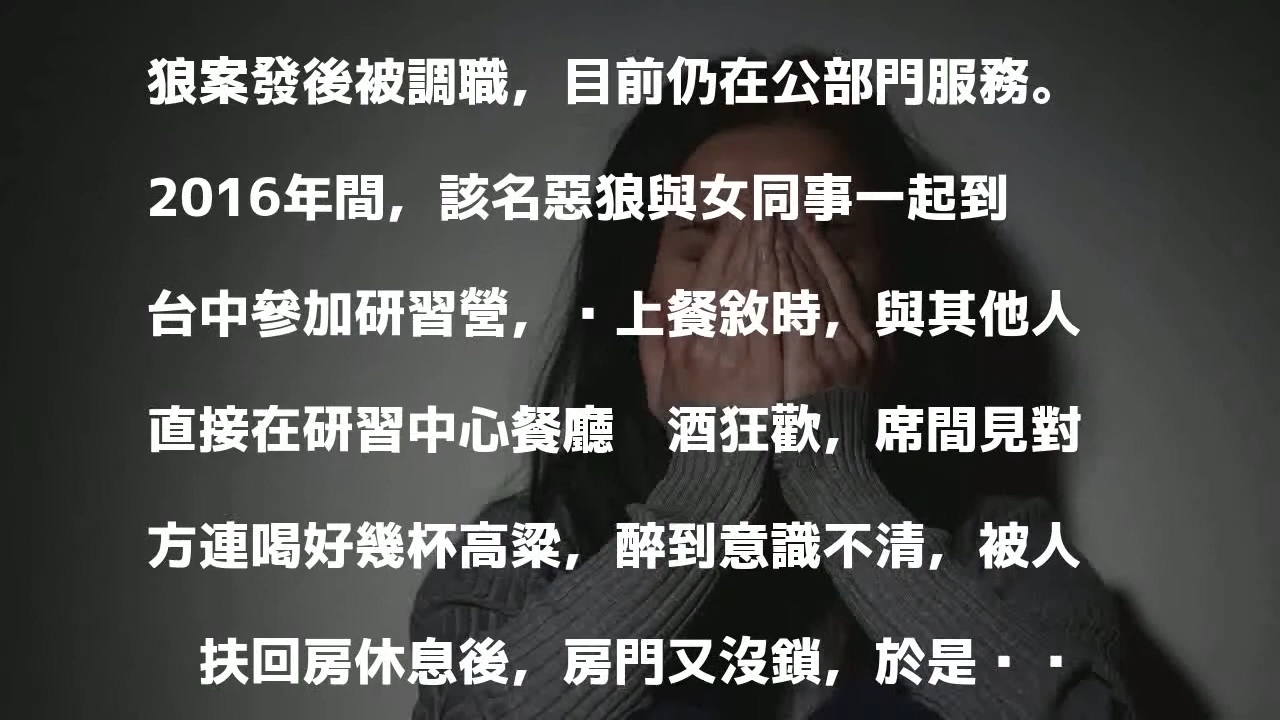 狼案發後被調職，目前仍在公部門服務。
2016年間，該名惡狼與女同事一起到
台中參加研習營，▪上餐敘時，與其他人
直接在研習中心餐廳　酒狂歡，席間見對
方連喝好幾杯高粱，醉到意識不清，被人
扶回房休息後，房門又沒鎖，於是▪▪